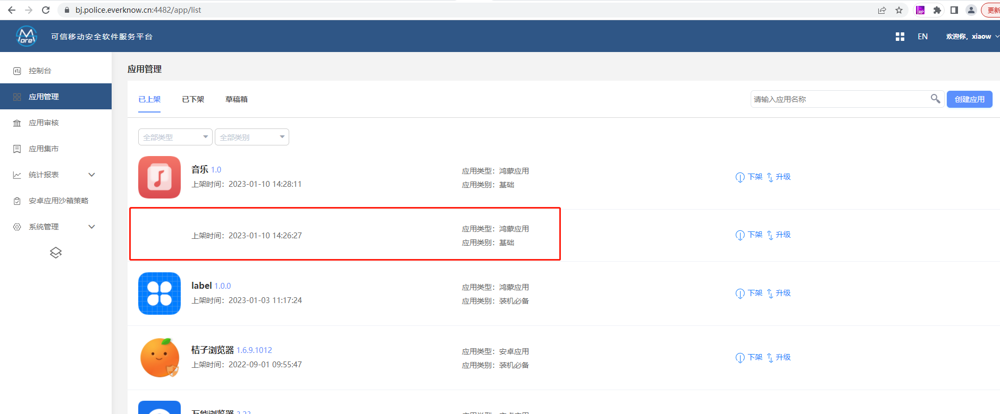 bj.police.everknow.cn:4482/app/list
更新
More
可信移动安全软件服务平台
EN
欢迎你，xiaow
控制台
应用管理
应用审核
应用集市
统计报表
安卓应用沙箱策略
系统管理
应用管理
已上架
已下架
草稿箱
请输入应用名称
创建应用
全部类型
全部类别
音乐 1.0
上架时间：2023-01-10 14:28:11
应用类型：鸿蒙应用
应用类别：基础
下架 升级
上架时间：2023-01-10 14:26:27
应用类型：鸿蒙应用
应用类别：基础
下架 升级
label 1.0.0
上架时间：2023-01-03 11:17:24
应用类型：鸿蒙应用
应用类别：装机必备
下架 升级
桔子浏览器 1.6.9.1012
上架时间：2022-09-01 09:55:47
应用类型：安卓应用
应用类别：装机必备
下架 升级
万能浏览器